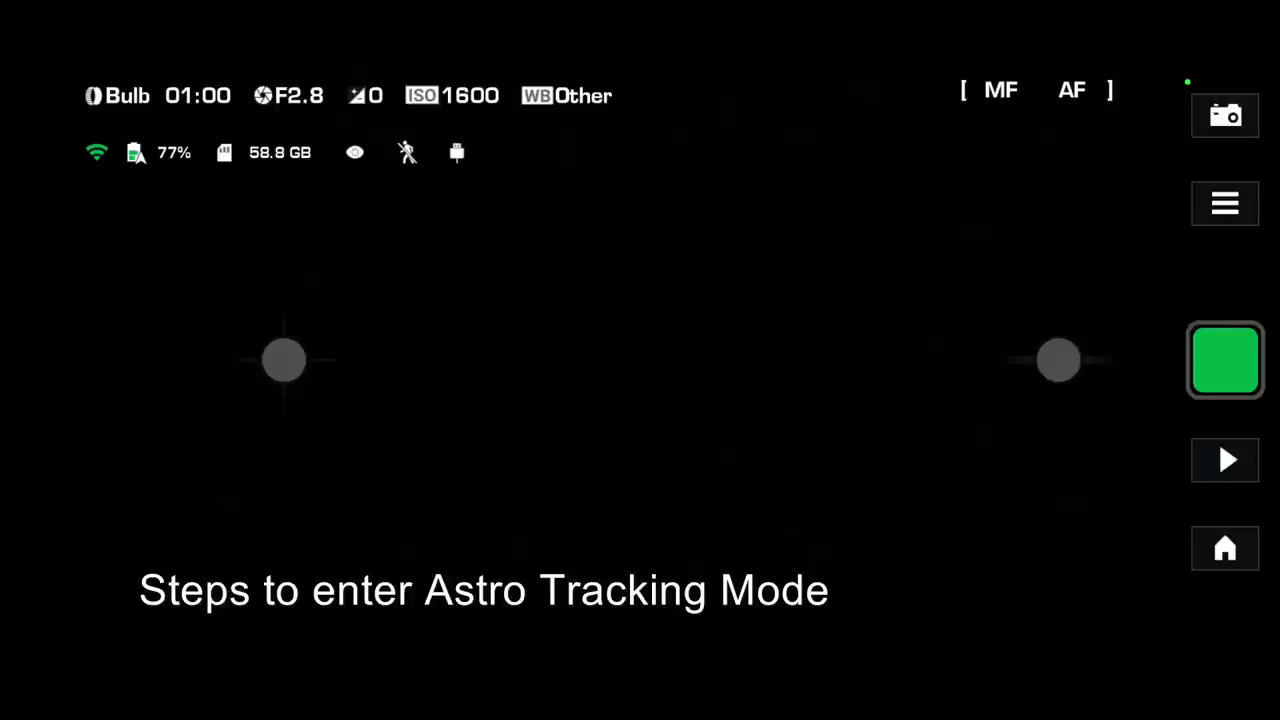 Bulb 01:00 F2.8 0 ISO 1600 WB Other
[ MF AF ]
77% 58.8 GB
Steps to enter Astro Tracking Mode